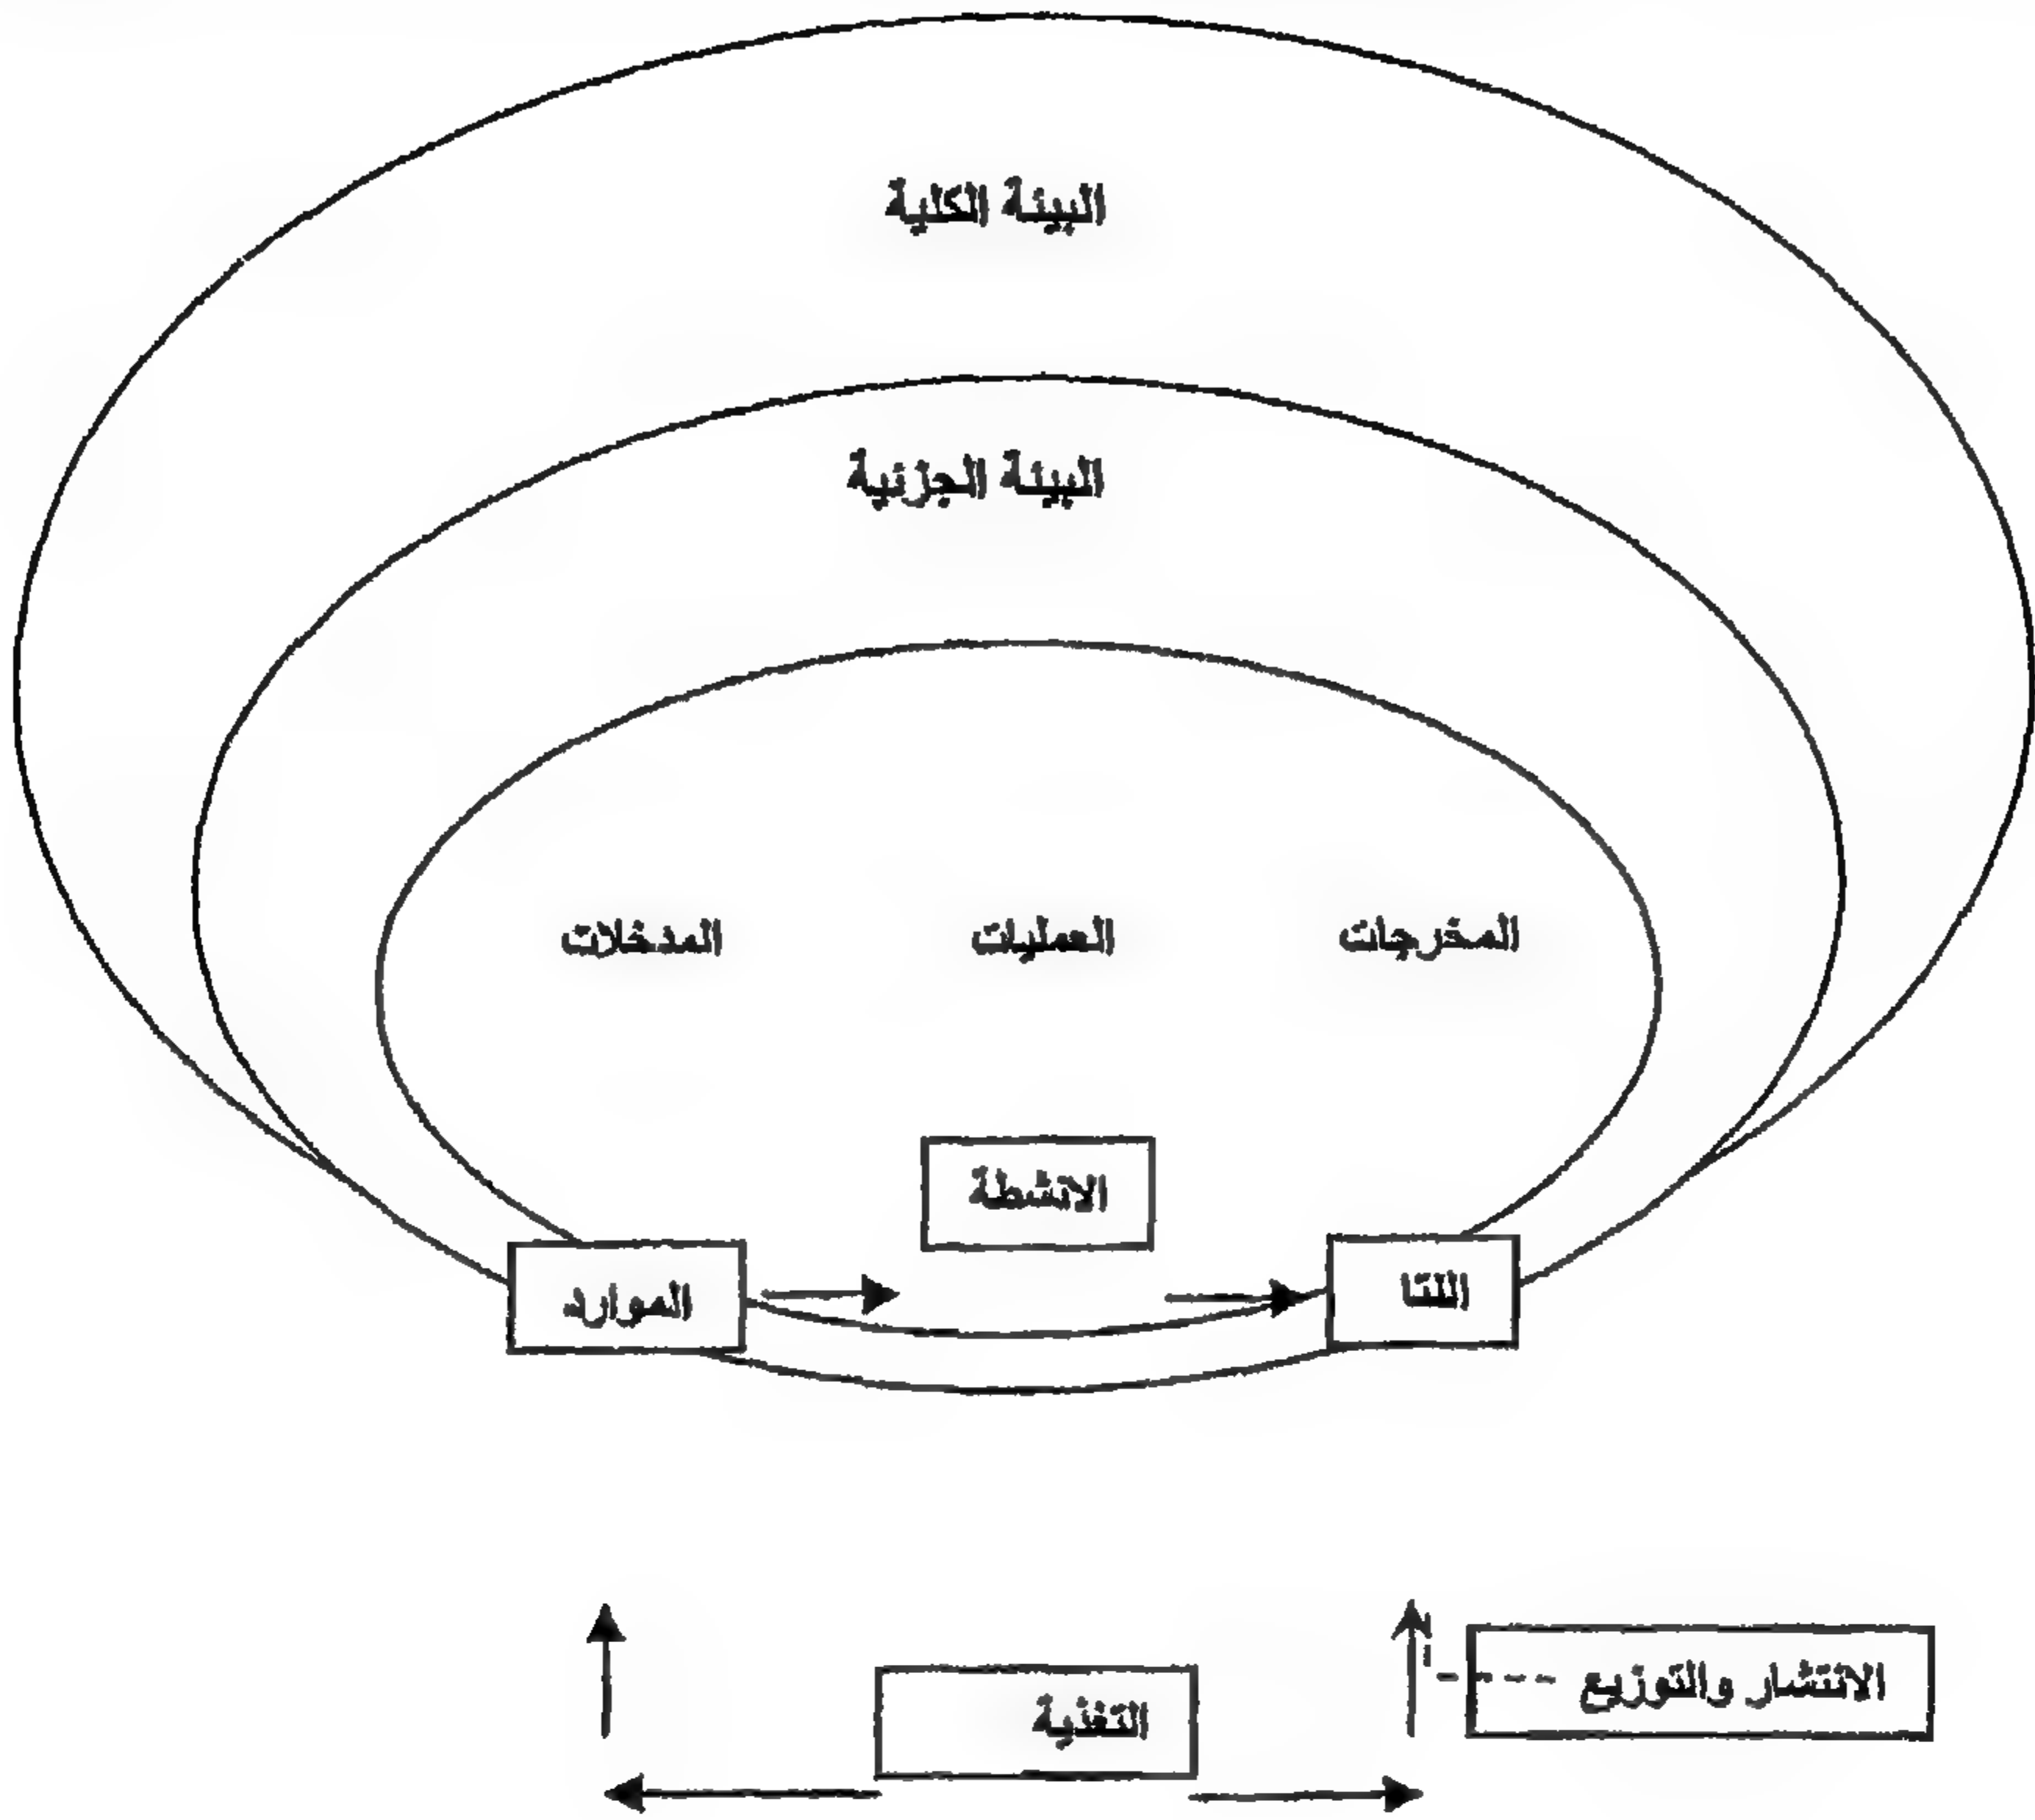 البيئة الكلية
البيئة الجزئية
المخرجات
العمليات
المدخلات
الانشطة
النتا
الموارد
الانتشار والتوزيع
التغذية